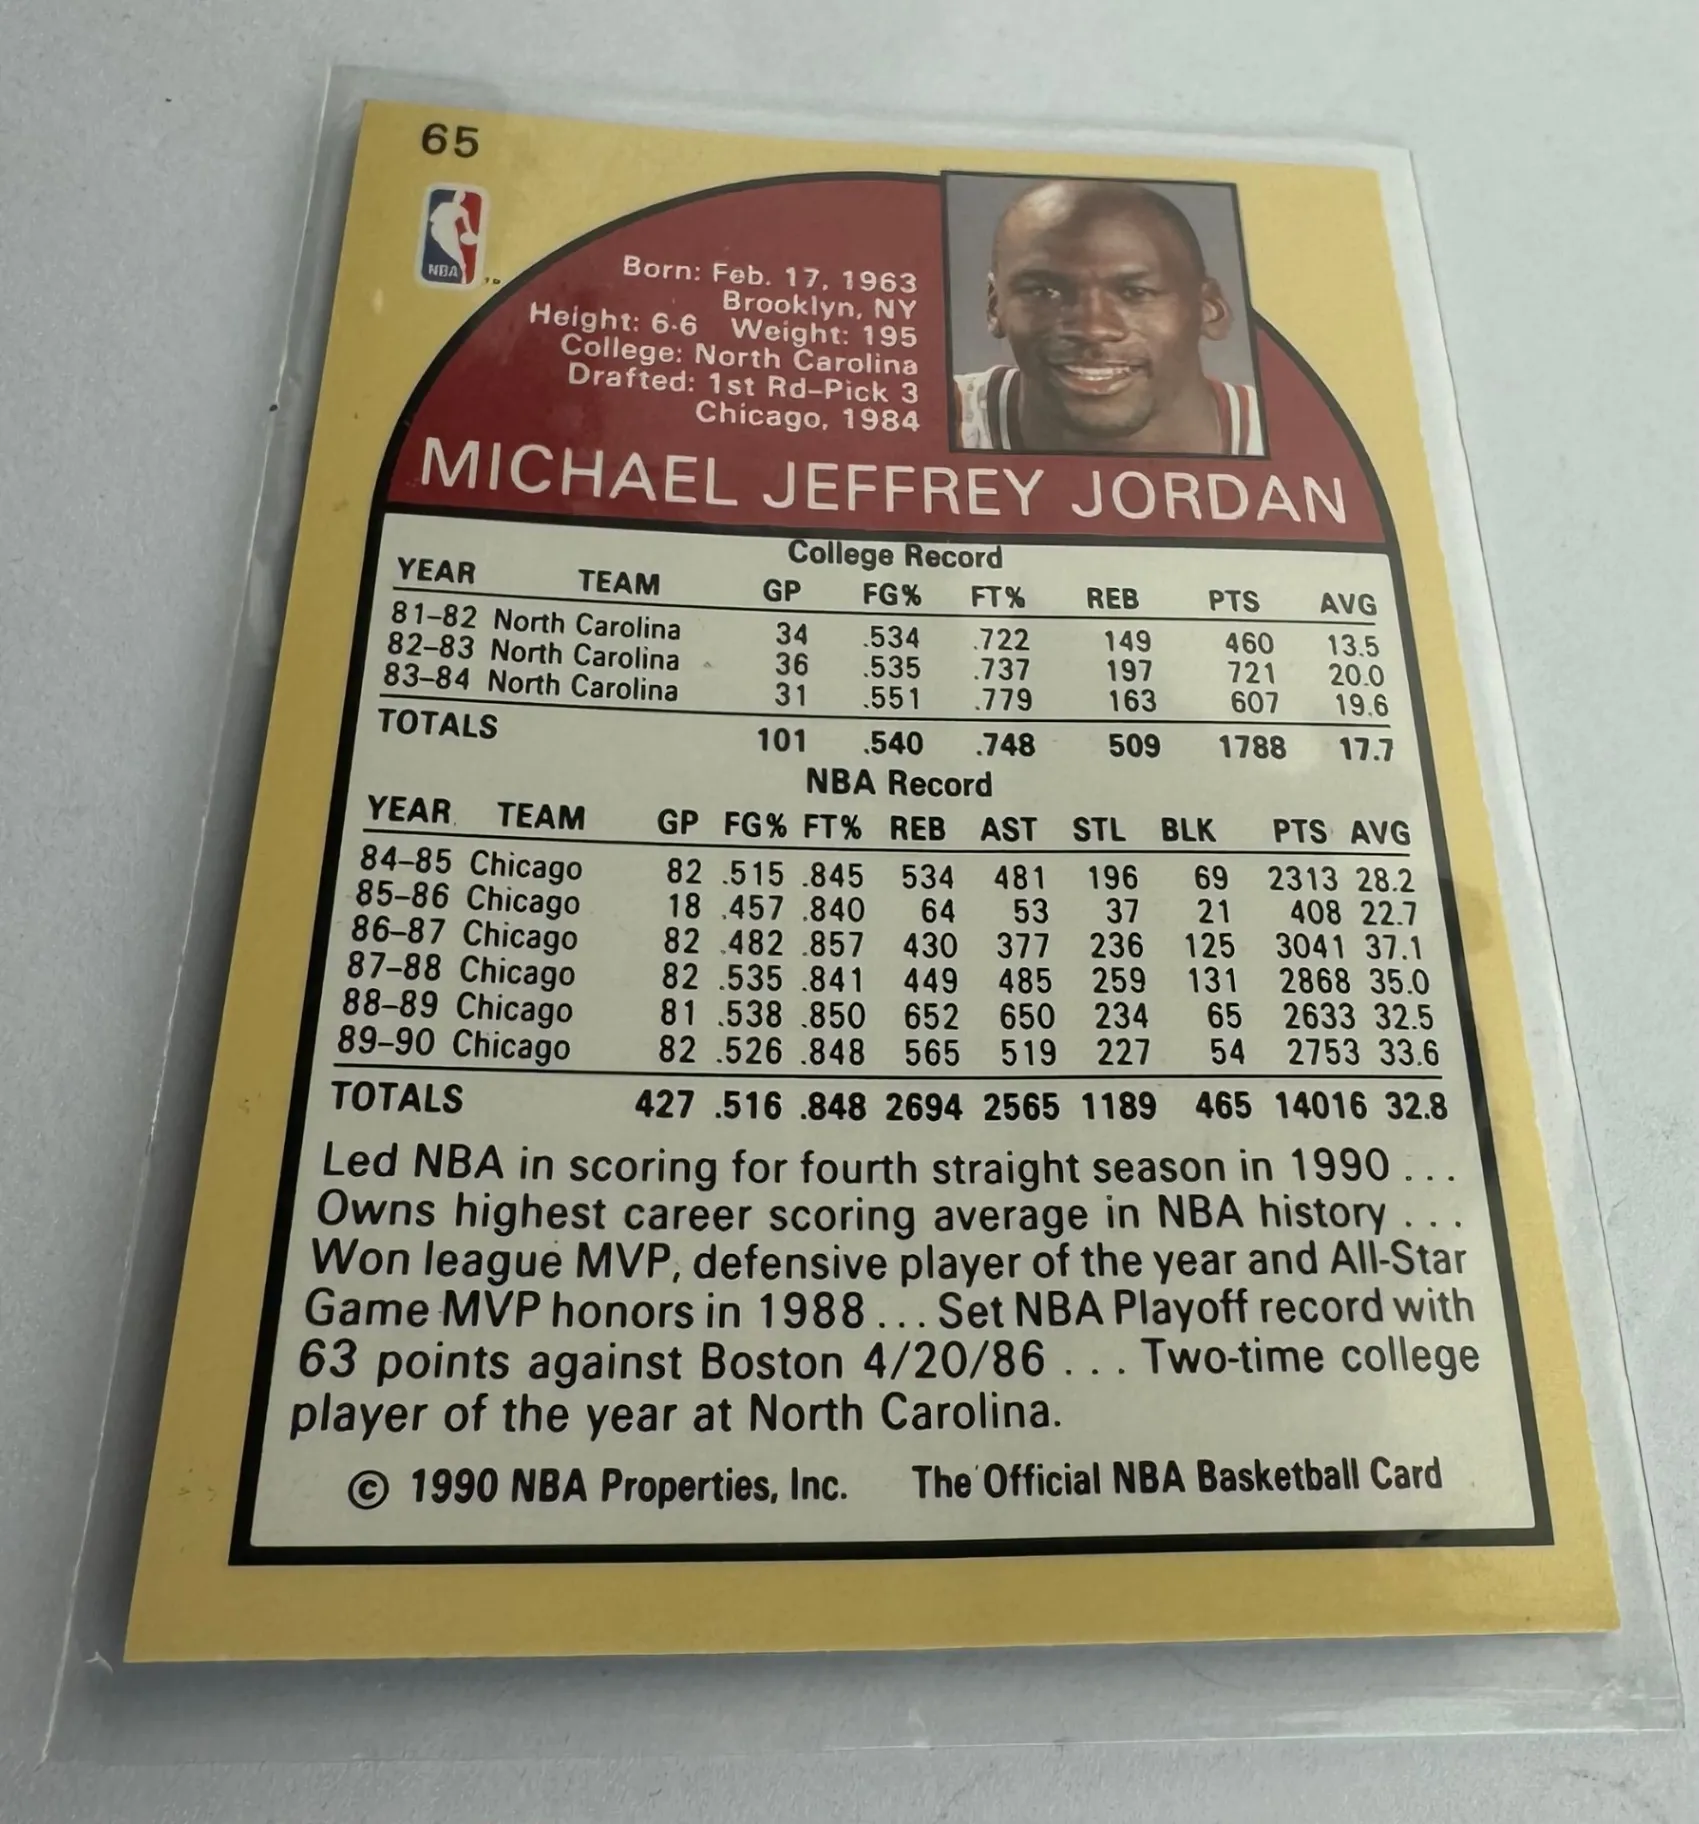 65
NBA
Born: Feb. 17, 1963
Brooklyn, NY
Height: 6-6 Weight: 195
College: North Carolina
Drafted: 1st Rd–Pick 3
Chicago, 1984
MICHAEL JEFFREY JORDAN
College Record
YEAR TEAM GP FG% FT% REB PTS AVG
81–82 North Carolina 34 .534 .722 149 460 13.5
82–83 North Carolina 36 .535 .737 197 721 20.0
83–84 North Carolina 31 .551 .779 163 607 19.6
TOTALS 101 .540 .748 509 1788 17.7
NBA Record
YEAR TEAM GP FG% FT% REB AST STL BLK PTS AVG
84–85 Chicago 82 .515 .845 534 481 196 69 2313 28.2
85–86 Chicago 18 .457 .840 64 53 37 21 408 22.7
86–87 Chicago 82 .482 .857 430 377 236 125 3041 37.1
87–88 Chicago 82 .535 .841 449 485 259 131 2868 35.0
88–89 Chicago 81 .538 .850 652 650 234 65 2633 32.5
89–90 Chicago 82 .526 .848 565 519 227 54 2753 33.6
TOTALS 427 .516 .848 2694 2565 1189 465 14016 32.8
Led NBA in scoring for fourth straight season in 1990 ...
Owns highest career scoring average in NBA history ...
Won league MVP, defensive player of the year and All-Star
Game MVP honors in 1988 ... Set NBA Playoff record with
63 points against Boston 4/20/86 ... Two-time college
player of the year at North Carolina.
© 1990 NBA Properties, Inc. The Official NBA Basketball Card